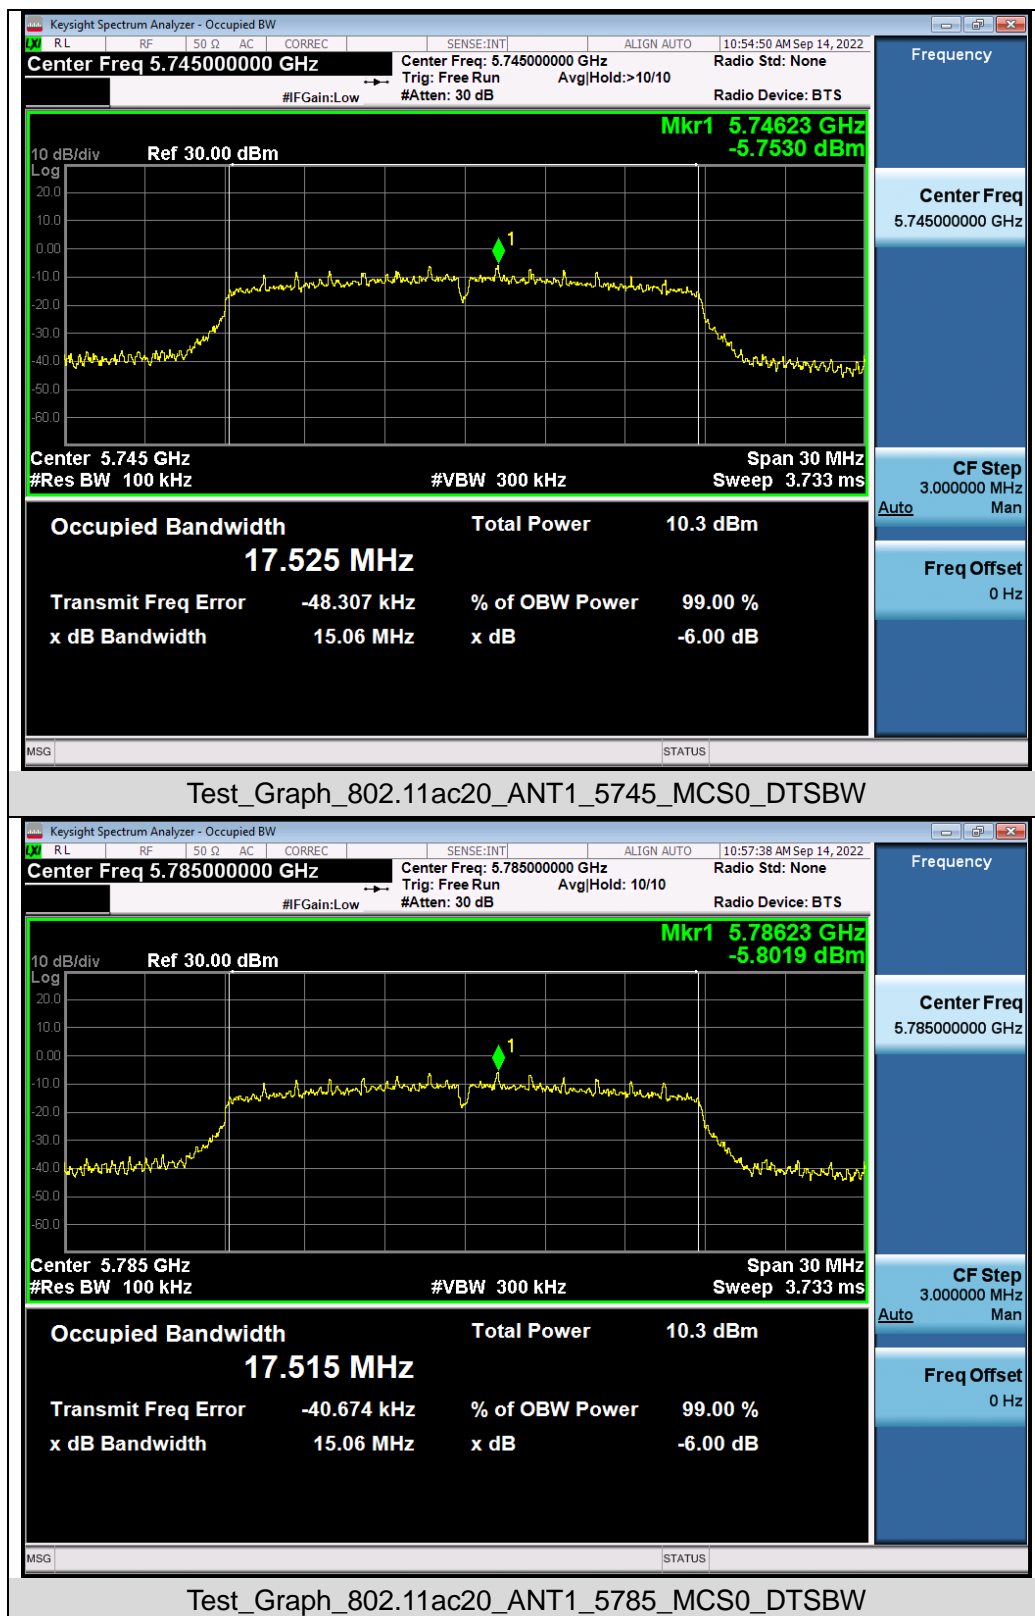 Keysight Spectrum Analyzer - Occupied BW
LXI RL RF 50 Ω AC CORREC SENSE:INT ALIGN AUTO 10:54:50 AM Sep 14, 2022
Center Freq 5.745000000 GHz
Center Freq: 5.745000000 GHz Radio Std: None
Trig: Free Run Avg|Hold:>10/10
#IFGain:Low #Atten: 30 dB Radio Device: BTS
Frequency
Mkr1 5.74623 GHz
-5.7530 dBm
10 dB/div Ref 30.00 dBm
Log
20.0
10.0
0.00
-10.0
-20.0
-30.0
-40.0
-50.0
-60.0
1
Center 5.745 GHz Span 30 MHz
#Res BW 100 kHz #VBW 300 kHz Sweep 3.733 ms
Center Freq
5.745000000 GHz
CF Step
3.000000 MHz
Auto Man
Freq Offset
0 Hz
Occupied Bandwidth Total Power 10.3 dBm
17.525 MHz
Transmit Freq Error -48.307 kHz % of OBW Power 99.00 %
x dB Bandwidth 15.06 MHz x dB -6.00 dB
MSG STATUS
Test_Graph_802.11ac20_ANT1_5745_MCS0_DTSBW
Keysight Spectrum Analyzer - Occupied BW
LXI RL RF 50 Ω AC CORREC SENSE:INT ALIGN AUTO 10:57:38 AM Sep 14, 2022
Center Freq 5.785000000 GHz
Center Freq: 5.785000000 GHz Radio Std: None
Trig: Free Run Avg|Hold: 10/10
#IFGain:Low #Atten: 30 dB Radio Device: BTS
Frequency
Mkr1 5.78623 GHz
-5.8019 dBm
10 dB/div Ref 30.00 dBm
Log
20.0
10.0
0.00
-10.0
-20.0
-30.0
-40.0
-50.0
-60.0
1
Center 5.785 GHz Span 30 MHz
#Res BW 100 kHz #VBW 300 kHz Sweep 3.733 ms
Center Freq
5.785000000 GHz
CF Step
3.000000 MHz
Auto Man
Freq Offset
0 Hz
Occupied Bandwidth Total Power 10.3 dBm
17.515 MHz
Transmit Freq Error -40.674 kHz % of OBW Power 99.00 %
x dB Bandwidth 15.06 MHz x dB -6.00 dB
MSG STATUS
Test_Graph_802.11ac20_ANT1_5785_MCS0_DTSBW